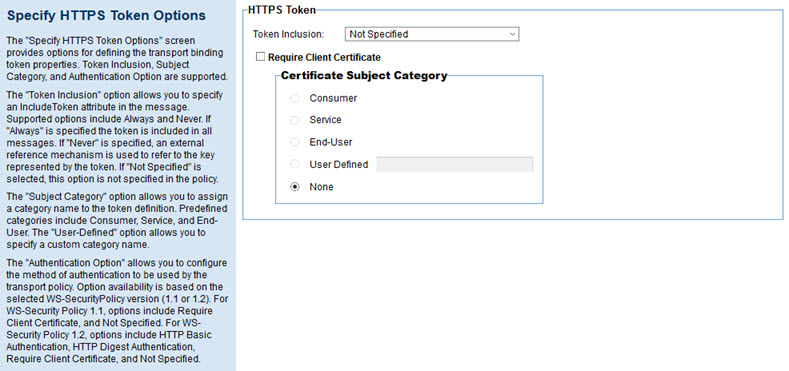 Specify HTTPS Token Options
The "Specify HTTPS Token Options" screen
provides options for defining the transport binding
token properties. Token Inclusion, Subject
Category, and Authentication Option are supported.
The "Token Inclusion" option allows you to specify
an IncludeToken attribute in the message.
Supported options include Always and Never. If
"Always" is specified the token is included in all
messages. If "Never" is specified, an external
reference mechanism is used to refer to the key
represented by the token. If "Not Specified" is
selected, this option is not specified in the policy.
The "Subject Category" option allows you to assign
a category name to the token definition. Predefined
categories include Consumer, Service, and End-
User. The "User-Defined" option allows you to
specify a custom category name.
The "Authentication Option" allows you to configure
the method of authentication to be used by the
transport policy. Option availability is based on the
selected WS-SecurityPolicy version (1.1 or 1.2). For
WS-Security Policy 1.1, options include Require
Client Certificate, and Not Specified. For WS-
Security Policy 1.2, options include HTTP Basic
Authentication, HTTP Digest Authentication,
Require Client Certificate, and Not Specified.
HTTPS Token
Token Inclusion: Not Specified
Require Client Certificate
Certificate Subject Category
Consumer
Service
End-User
User Defined
None